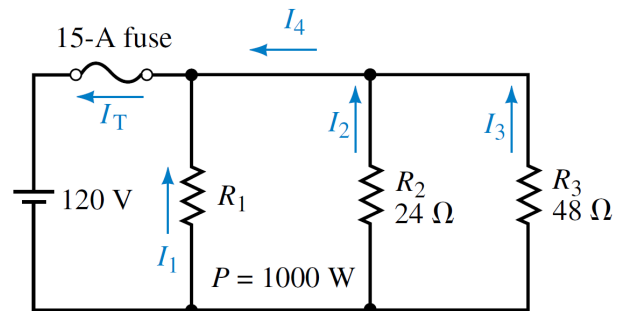 I4
15-A fuse
IT
I2
I3
120 V
R1
R2
24 Ω
R3
48 Ω
I1
P = 1000 W